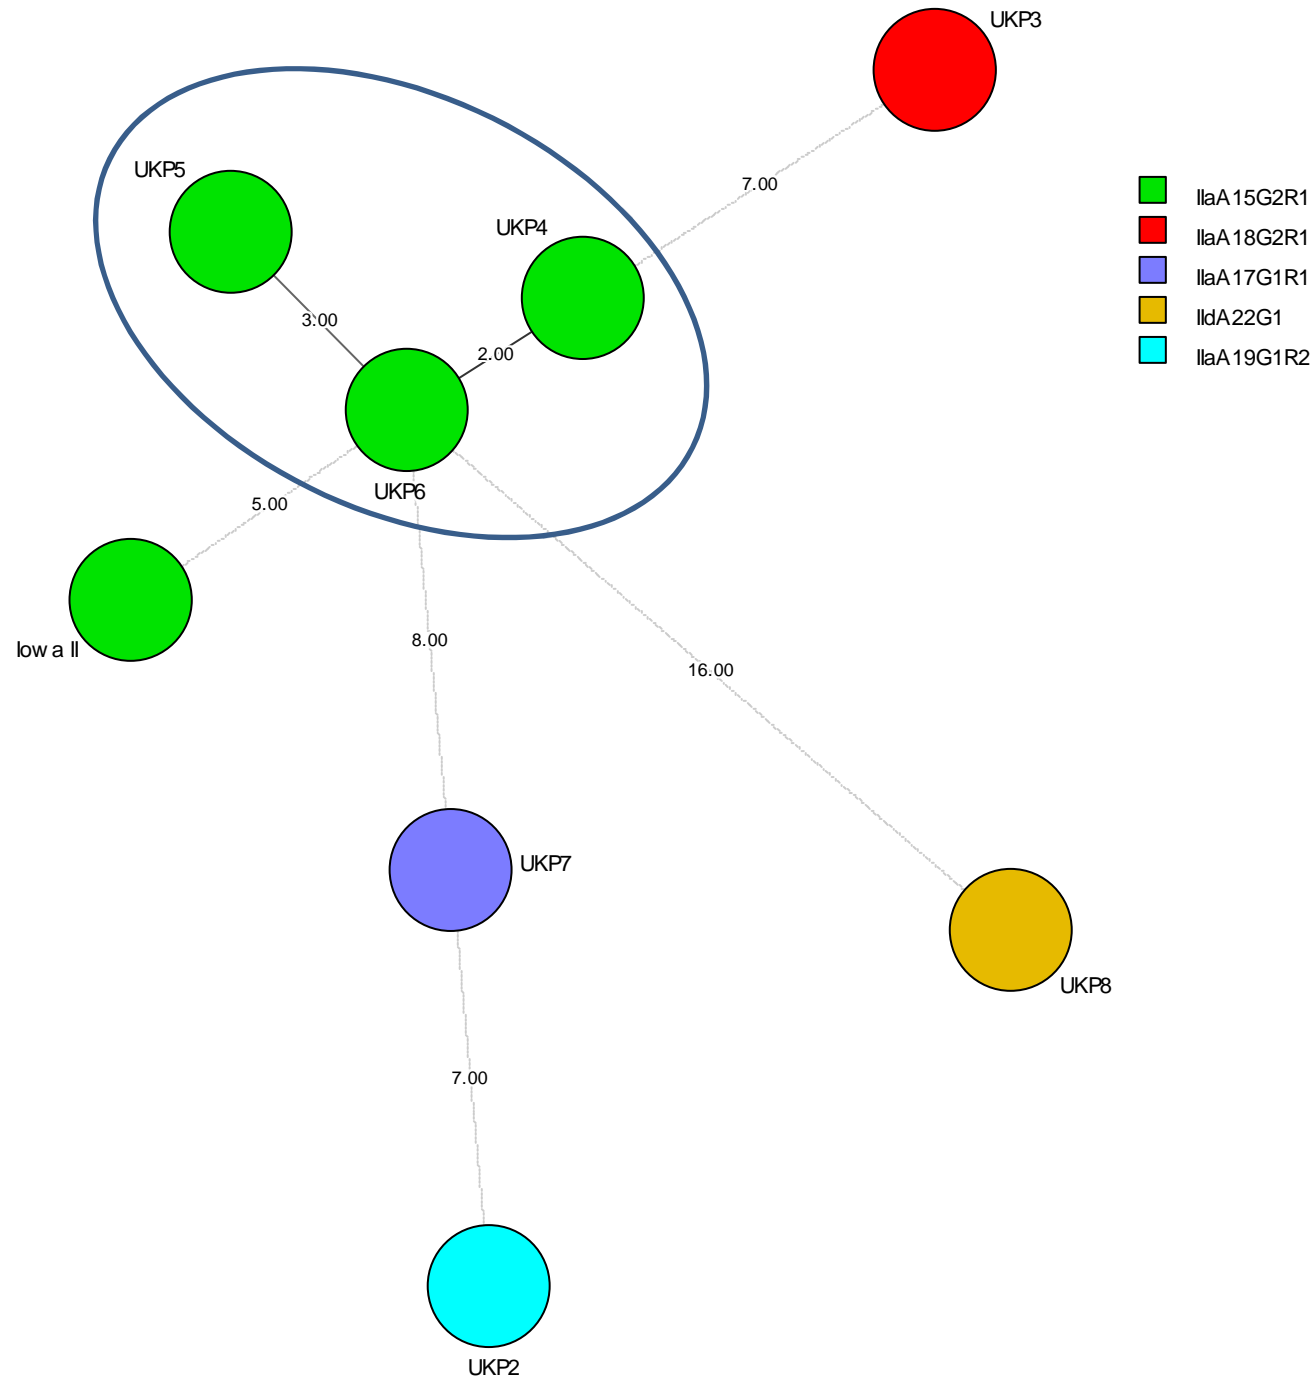 UKP3
UKP5
7.00
IIaA15G2R1
UKP4
IIaA18G2R1
IIaA17G1R1
3.00
IIdA22G1
2.00
IIaA19G1R2
UKP6
5.00
8.00
Iow a II
16.00
UKP7
UKP8
7.00
UKP2